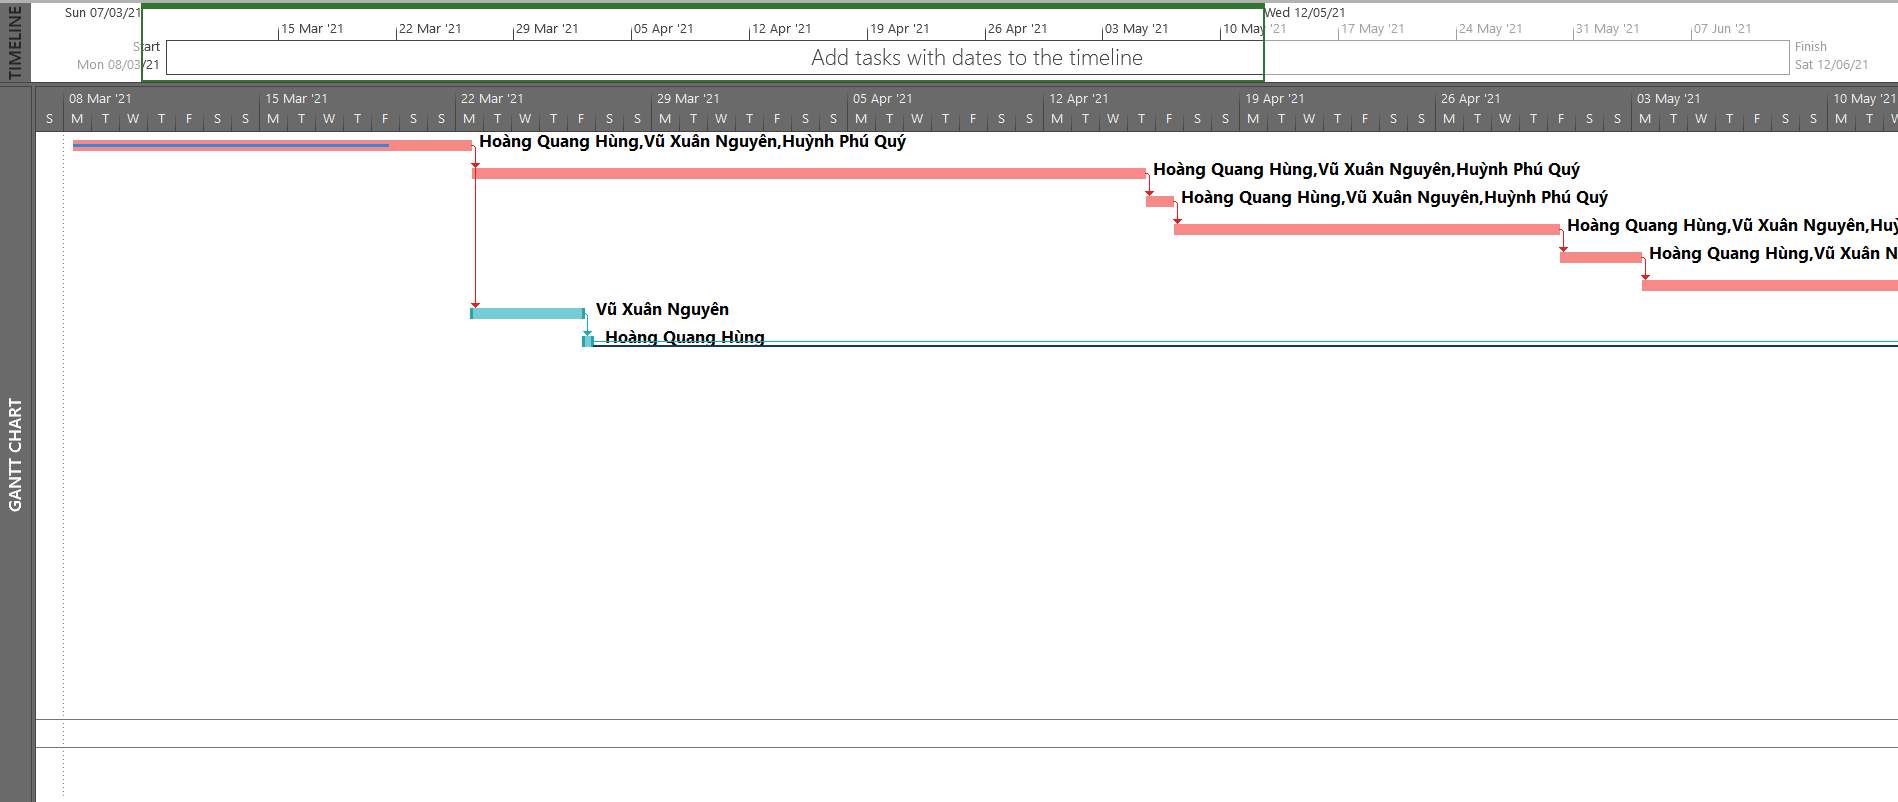 TIMELINE
Sun 07/03/21 Wed 12/05/21
15 Mar '21 22 Mar '21 29 Mar '21 05 Apr '21 12 Apr '21 19 Apr '21 26 Apr '21 03 May '21 10 May '21 17 May '21 24 May '21 31 May '21 07 Jun '21
Start Finish
Add tasks with dates to the timeline
Mon 08/03/21 Sat 12/06/21
GANTT CHART
08 Mar '21 15 Mar '21 22 Mar '21 29 Mar '21 05 Apr '21 12 Apr '21 19 Apr '21 26 Apr '21 03 May '21 10 May '21
S M T W T F S S M T W T F S S M T W T F S S M T W T F S S M T W T F S S M T W T F S S M T W T F S S M T W T F S S M T W T F S S M T W
Hoàng Quang Hùng,Vũ Xuân Nguyên,Huỳnh Phú Quý
Hoàng Quang Hùng,Vũ Xuân Nguyên,Huỳnh Phú Quý
Hoàng Quang Hùng,Vũ Xuân Nguyên,Huỳnh Phú Quý
Hoàng Quang Hùng,Vũ Xuân Nguyên,Huỳ
Hoàng Quang Hùng,Vũ Xuân N
Vũ Xuân Nguyên
Hoàng Quang Hùng